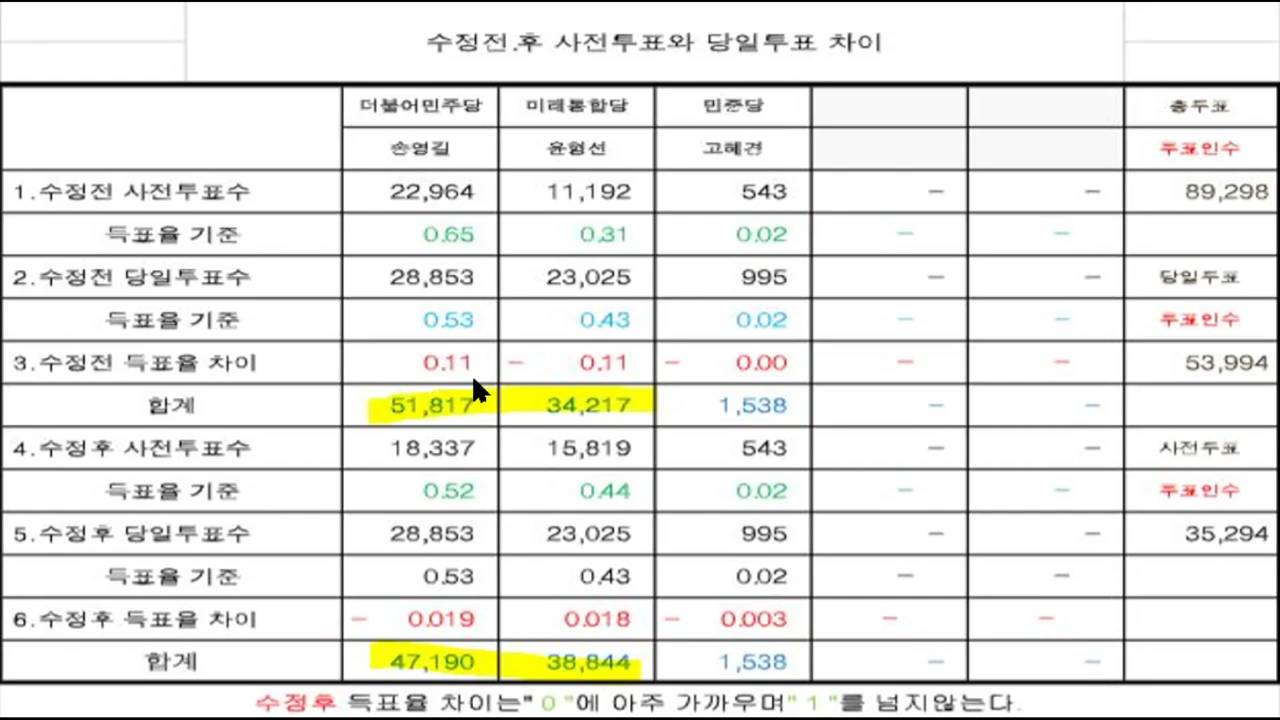 수정전.후 사전투표와 당일투표 차이
더불어민주당 미래통합당 민중당 총투표
송영길 윤형선 고혜경 투표인수
1.수정전 사전투표수 22,964 11,192 543 – – 89,298
득표율 기준 0.65 0.31 0.02 – –
2.수정전 당일투표수 28,853 23,025 995 – – 당일투표
득표율 기준 0.53 0.43 0.02 – – 투표인수
3.수정전 득표율 차이 0.11 – 0.11 – 0.00 – – 53,994
합계 51,817 34,217 1,538 – –
4.수정후 사전투표수 18,337 15,819 543 – – 사전투표
득표율 기준 0.52 0.44 0.02 – – 투표인수
5.수정후 당일투표수 28,853 23,025 995 – – 35,294
득표율 기준 0.53 0.43 0.02 – –
6.수정후 득표율 차이 – 0.019 0.018 – 0.003 – –
합계 47,190 38,844 1,538 – –
수정후 득표율 차이는" 0 "에 아주 가까우며" 1 "를 넘지않는다.